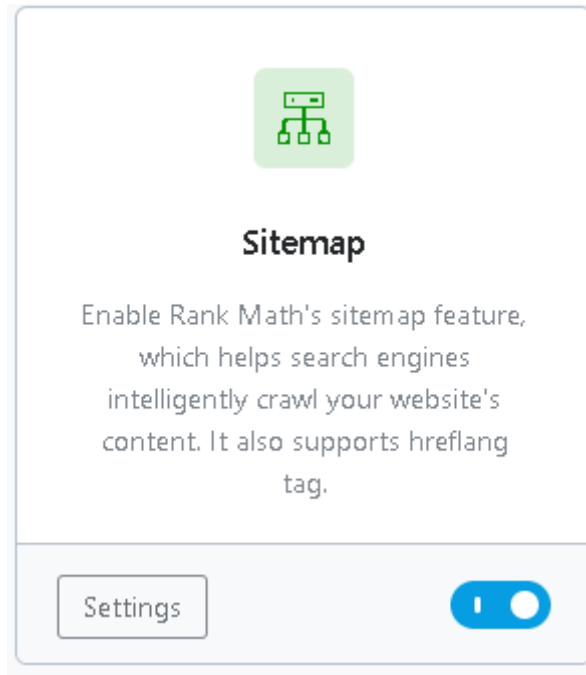 Sitemap
Enable Rank Math's sitemap feature,
which helps search engines
intelligently crawl your website's
content. It also supports hreflang
tag.
Settings